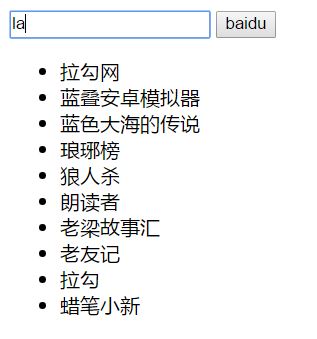 la
baidu
拉勾网
蓝叠安卓模拟器
蓝色大海的传说
琅琊榜
狼人杀
朗读者
老梁故事汇
老友记
拉勾
蜡笔小新